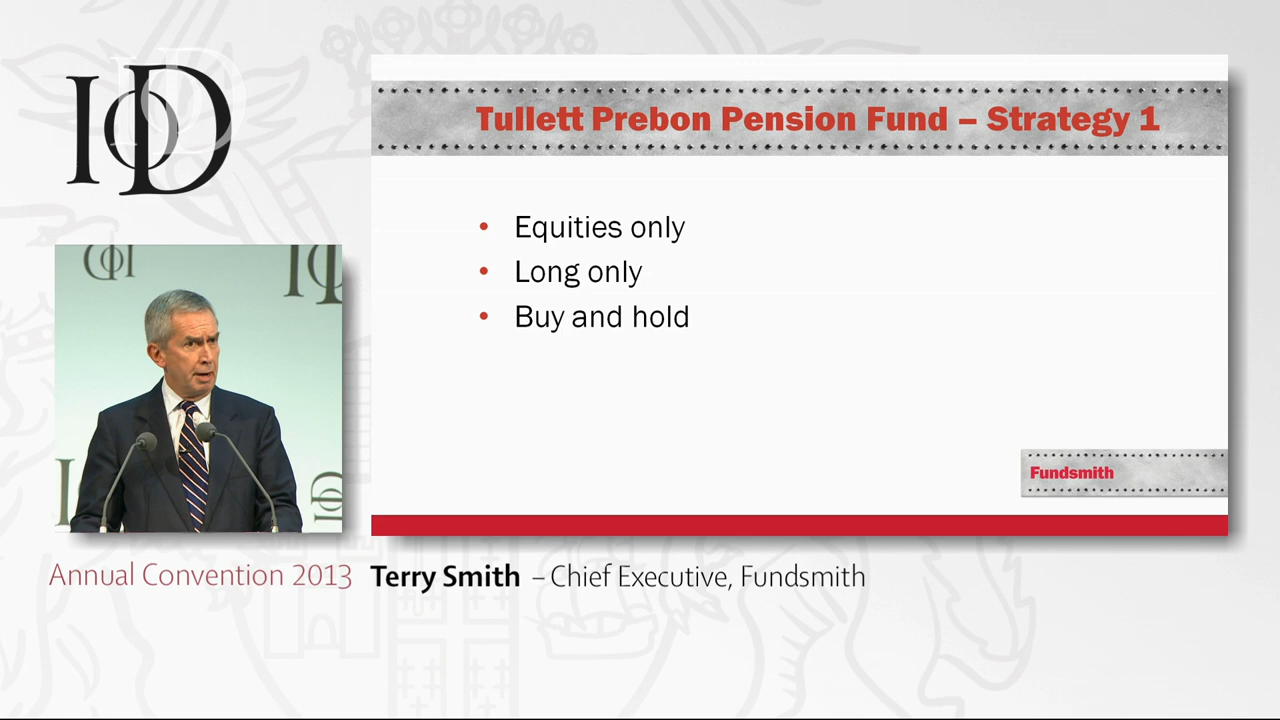 IOD
Tullett Prebon Pension Fund – Strategy 1
• Equities only
• Long only
• Buy and hold
Fundsmith
Annual Convention 2013
Terry Smith – Chief Executive, Fundsmith